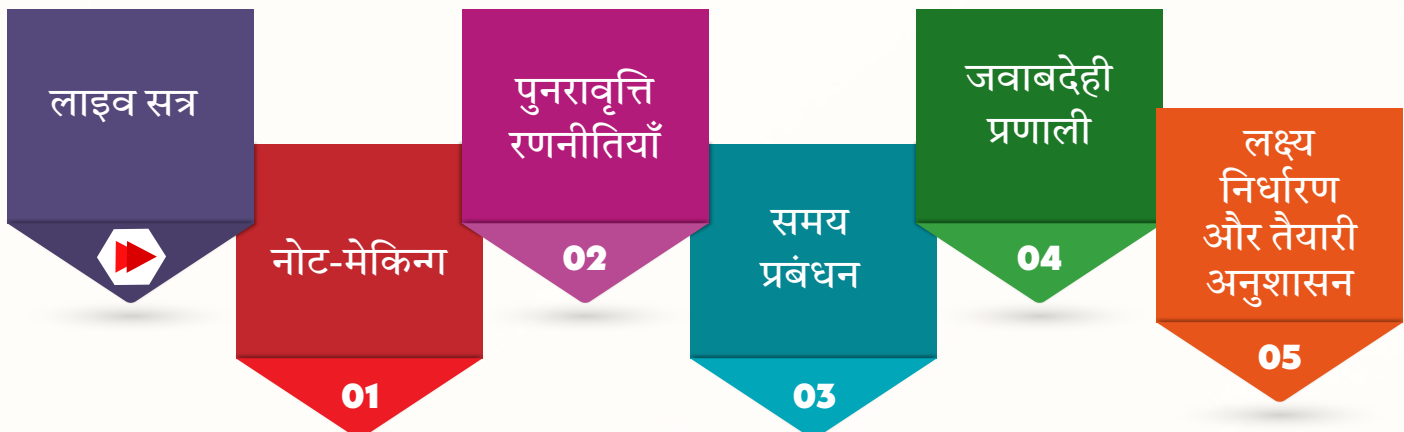 लाइव सत्र
नोट-मेकिन्ग
01
पुनरावृत्ति
रणनीतियाँ
02
समय
प्रबंधन
03
जवाबदेही
प्रणाली
04
लक्ष्य
निर्धारण
और तैयारी
अनुशासन
05